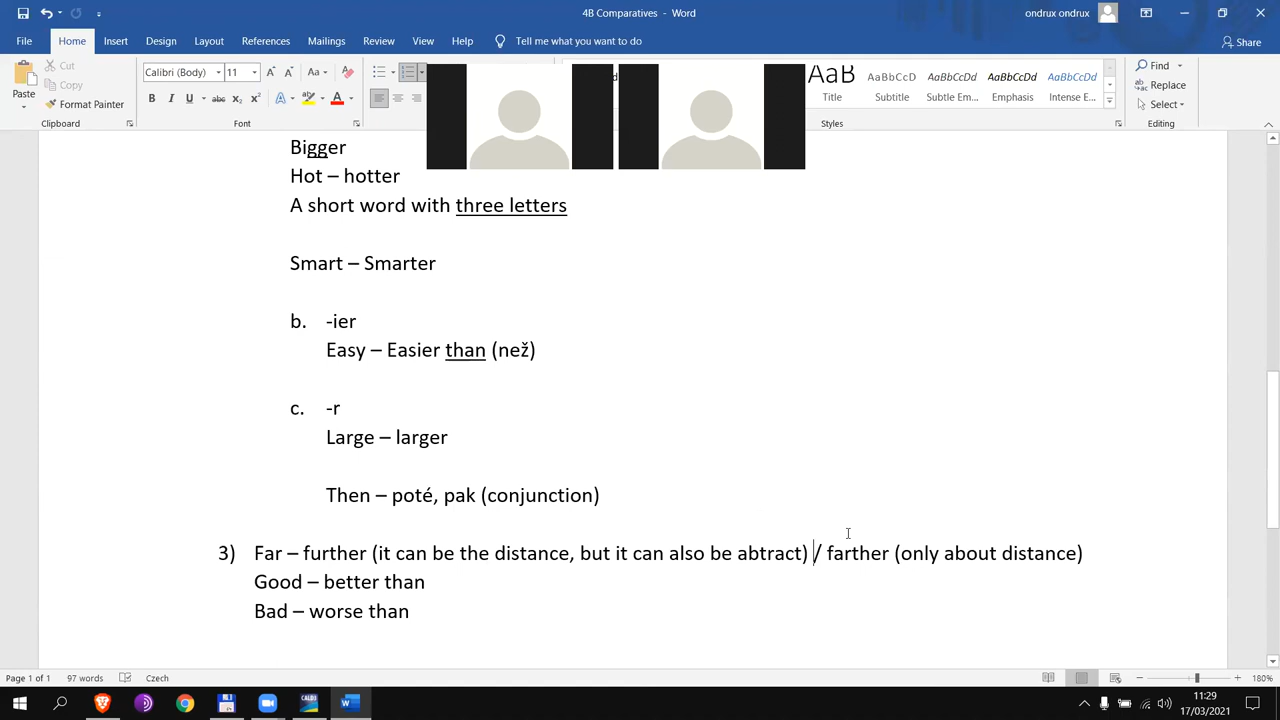 4B Comparatives - Word
ondrux ondrux
File Home Insert Design Layout References Mailings Review View Help Tell me what you want to do Share
Paste
Cut
Copy
Format Painter
Clipboard
Calibri (Body) 11 Aa
B I U abc X₂ X² A
Font
AaB AaBbCcD AaBbCcDd AaBbCcDd AaBbCcDd
Title Subtitle Subtle Em... Emphasis Intense E...
Styles
Find
Replace
Select
Editing
Bigger
Hot – hotter
A short word with three letters
Smart – Smarter
b. -ier
Easy – Easier than (než)
c. -r
Large – larger
Then – poté, pak (conjunction)
3) Far – further (it can be the distance, but it can also be abtract) / farther (only about distance)
Good – better than
Bad – worse than
Page 1 of 1 97 words Czech 180%
11:29
17/03/2021